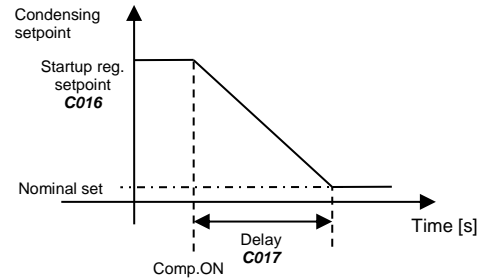 Condensing
setpoint
Startup reg.
setpoint
C016
Nominal set
Time [s]
Delay
C017
Comp.ON